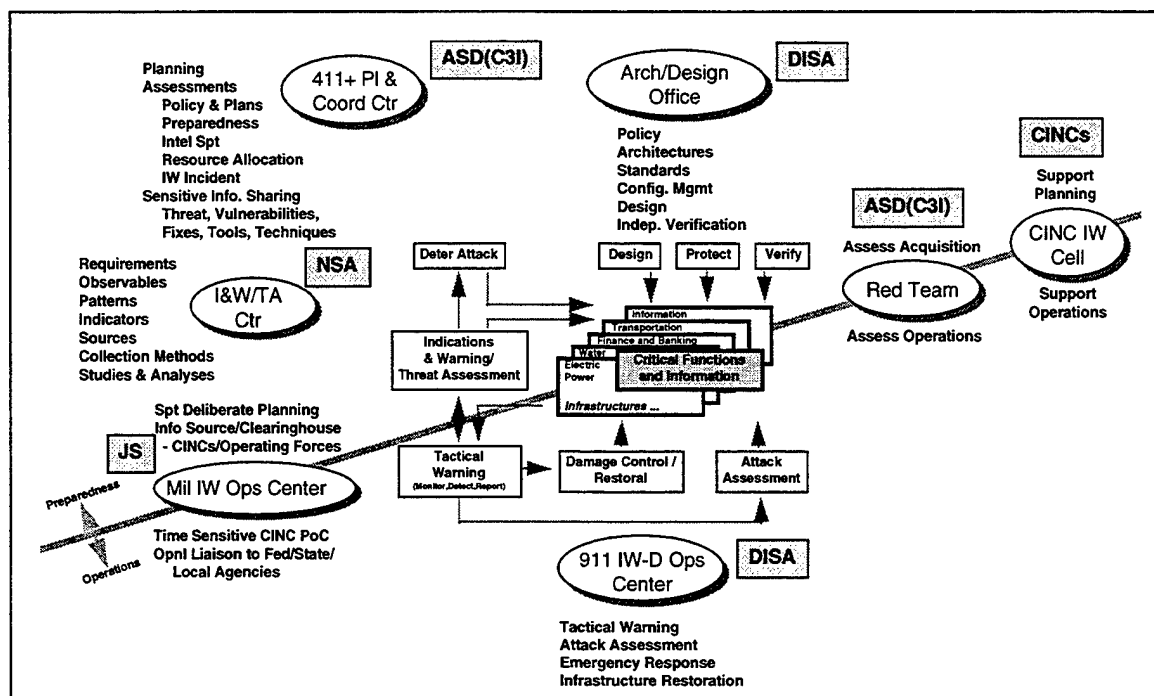 ASD(C3I)
411+ PI &
Coord Ctr
Planning
Assessments
Policy & Plans
Preparedness
Intel Spt
Resource Allocation
IW Incident
Sensitive Info. Sharing
Threat, Vulnerabilities,
Fixes, Tools, Techniques
DISA
Arch/Design
Office
Policy
Architectures
Standards
Config. Mgmt
Design
Indep. Verification
CINCs
Support
Planning
CINC IW
Cell
Support
Operations
ASD(C3I)
Assess Acquisition
Red Team
Assess Operations
NSA
I&W/TA
Ctr
Requirements
Observables
Patterns
Indicators
Sources
Collection Methods
Studies & Analyses
Deter Attack
Design
Protect
Verify
Indications
& Warning/
Threat Assessment
Information
Transportation
Finance and Banking
Water
Electric
Power
Critical Functions
and Information
Infrastructures ...
Spt Deliberate Planning
Info Source/Clearinghouse
- CINCs/Operating Forces
JS
Mil IW Ops Center
Time Sensitive CINC PoC
Opnl Liaison to Fed/State/
Local Agencies
Preparedness
Operations
Tactical
Warning
(Monitor,Detect,Report)
Damage Control /
Restoral
Attack
Assessment
911 IW-D Ops
Center
DISA
Tactical Warning
Attack Assessment
Emergency Response
Infrastructure Restoration